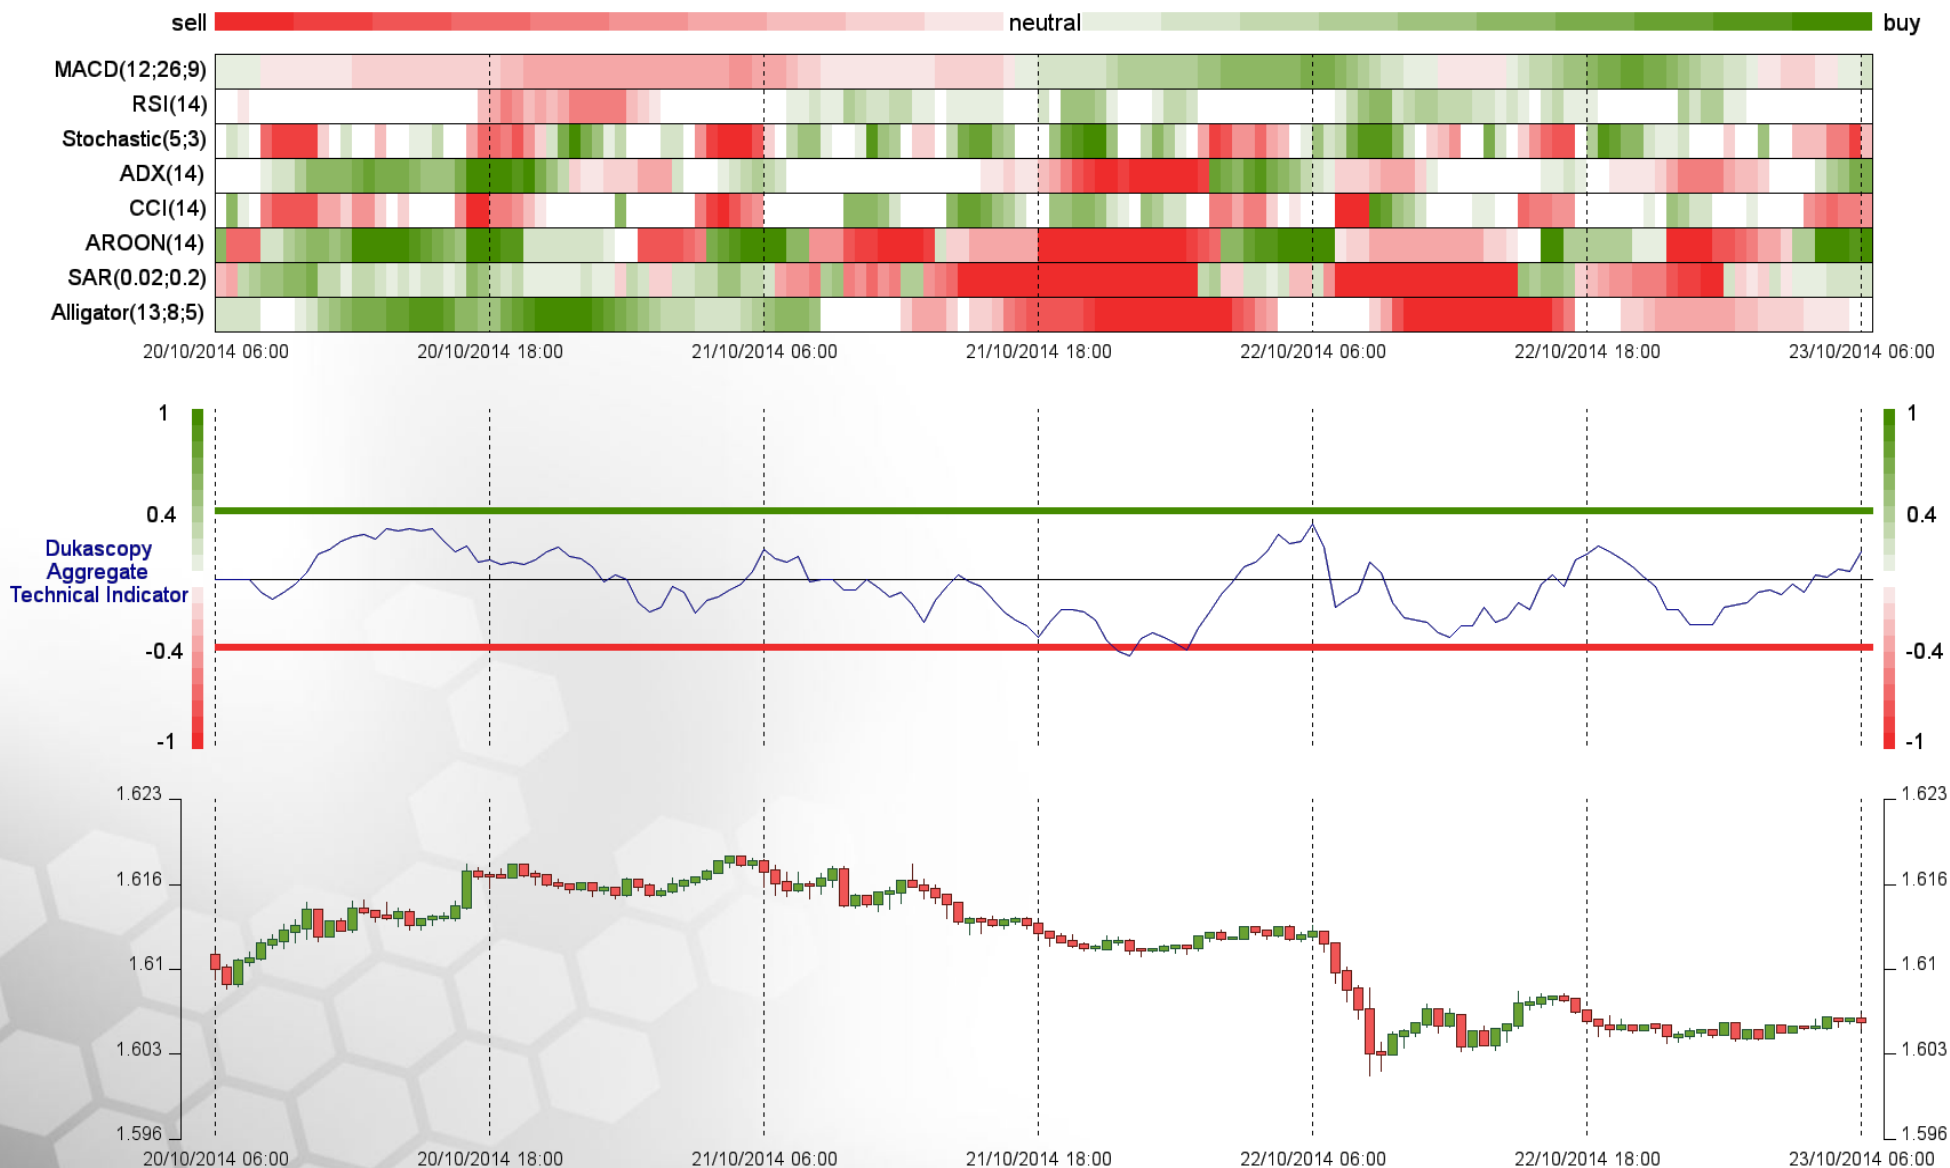 sell neutral buy
MACD(12;26;9)
RSI(14)
Stochastic(5;3)
ADX(14)
CCI(14)
AROON(14)
SAR(0.02;0.2)
Alligator(13;8;5)
20/10/2014 06:00 20/10/2014 18:00 21/10/2014 06:00 21/10/2014 18:00 22/10/2014 06:00 22/10/2014 18:00 23/10/2014 06:00
1 1
0.4 0.4
Dukascopy
Aggregate
Technical Indicator
-0.4 -0.4
-1 -1
1.623 1.623
1.616 1.616
1.61 1.61
1.603 1.603
1.596 1.596
20/10/2014 06:00 20/10/2014 18:00 21/10/2014 06:00 21/10/2014 18:00 22/10/2014 06:00 22/10/2014 18:00 23/10/2014 06:00